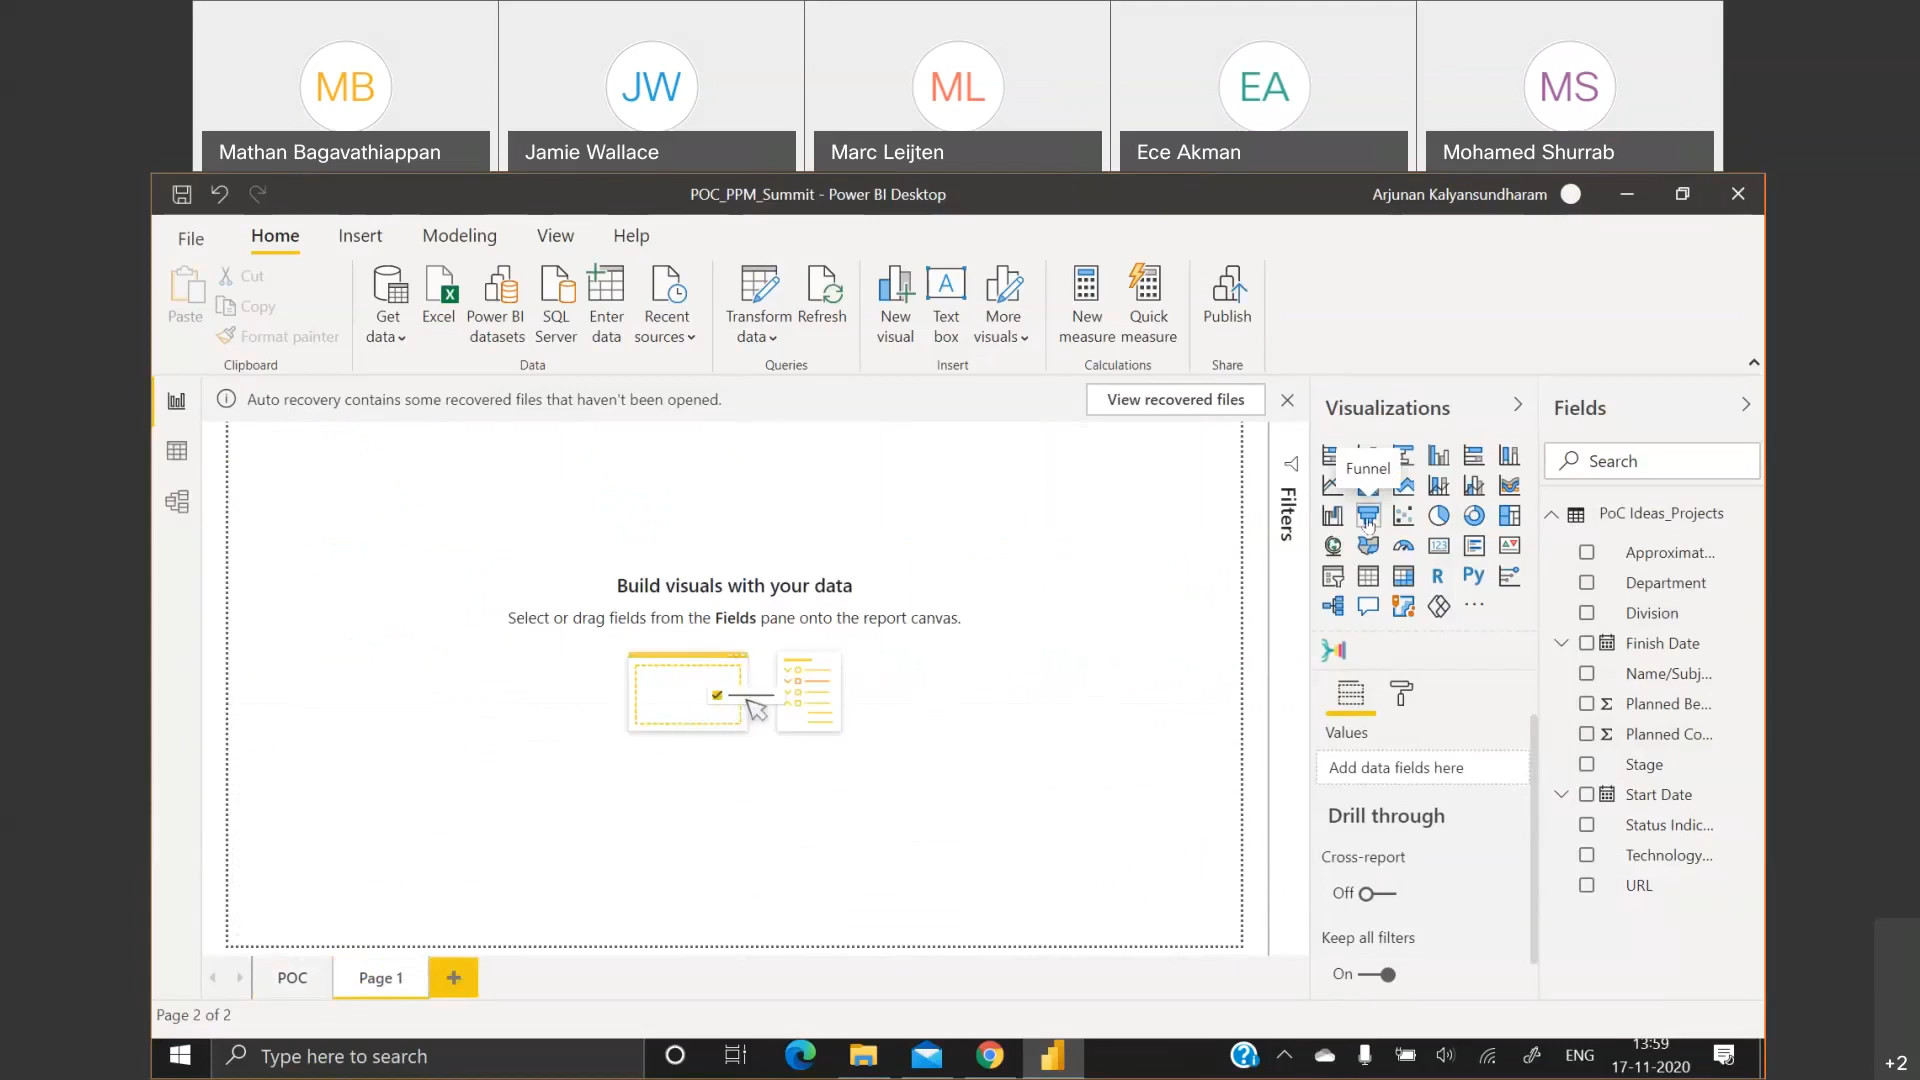 MB
JW
ML
EA
MS
Mathan Bagavathiappan
Jamie Wallace
Marc Leijten
Ece Akman
Mohamed Shurrab
POC_PPM_Summit - Power BI Desktop
Arjunan Kalyansundharam
File
Home
Insert
Modeling
View
Help
Paste
Cut
Copy
Format painter
Clipboard
Get
data
Excel
Power BI
datasets
SQL
Server
Enter
data
Recent
sources
Data
Transform
data
Refresh
Queries
New
visual
A
Text
box
More
visuals
Insert
New
measure
Quick
measure
Calculations
Publish
Share
Auto recovery contains some recovered files that haven't been opened.
View recovered files
Build visuals with your data
Select or drag fields from the Fields pane onto the report canvas.
Filters
Visualizations
Funnel
123
R
Py
...
Values
Add data fields here
Drill through
Cross-report
Off
Keep all filters
On
Fields
Search
PoC Ideas_Projects
Approximat...
Department
Division
Finish Date
Name/Subj...
Σ Planned Be...
Σ Planned Co...
Stage
Start Date
Status Indic...
Technology...
URL
POC
Page 1
+
Page 2 of 2
Type here to search
ENG
13:59
17-11-2020
+2